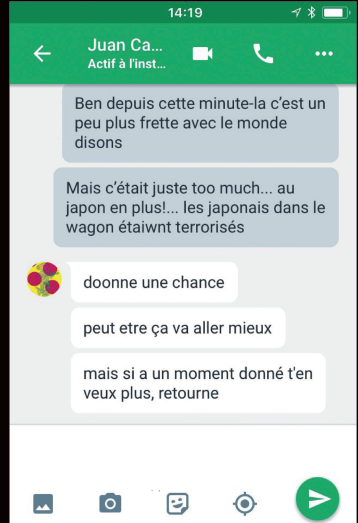 14:19
Juan Ca...
Actif à l'inst...
Ben depuis cette minute-la c'est un
peu plus frette avec le monde
disons
Mais c'était juste too much... au
japon en plus!... les japonais dans le
wagon étaiwnt terrorisés
doonne une chance
peut etre ça va aller mieux
mais si a un moment donné t'en
veux plus, retourne